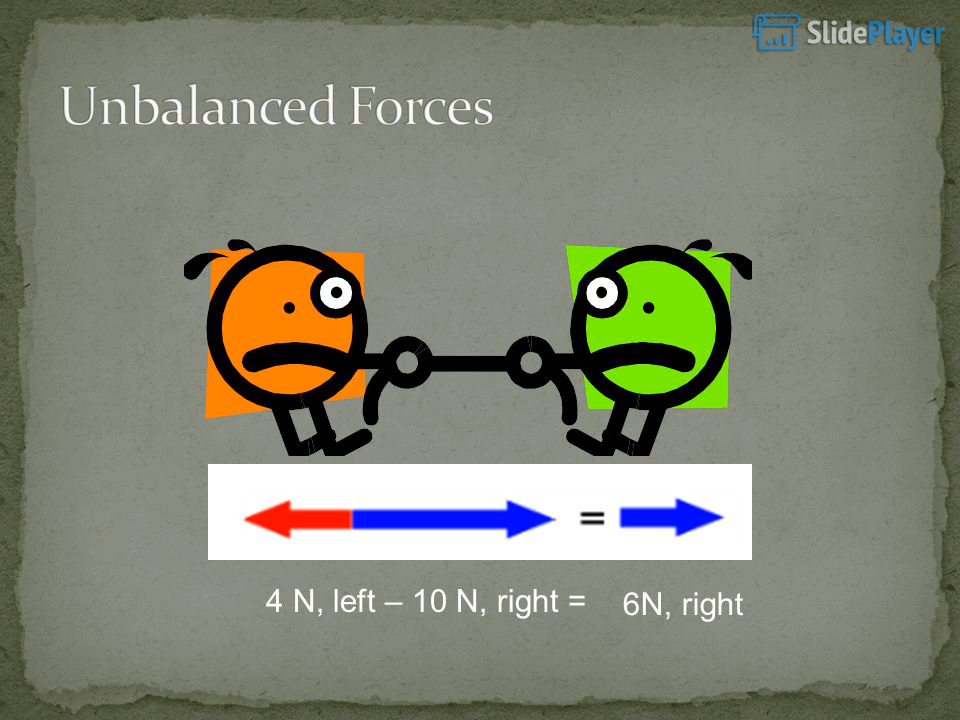 SlidePlayer
Unbalanced Forces
=
4 N, left – 10 N, right =
6N, right